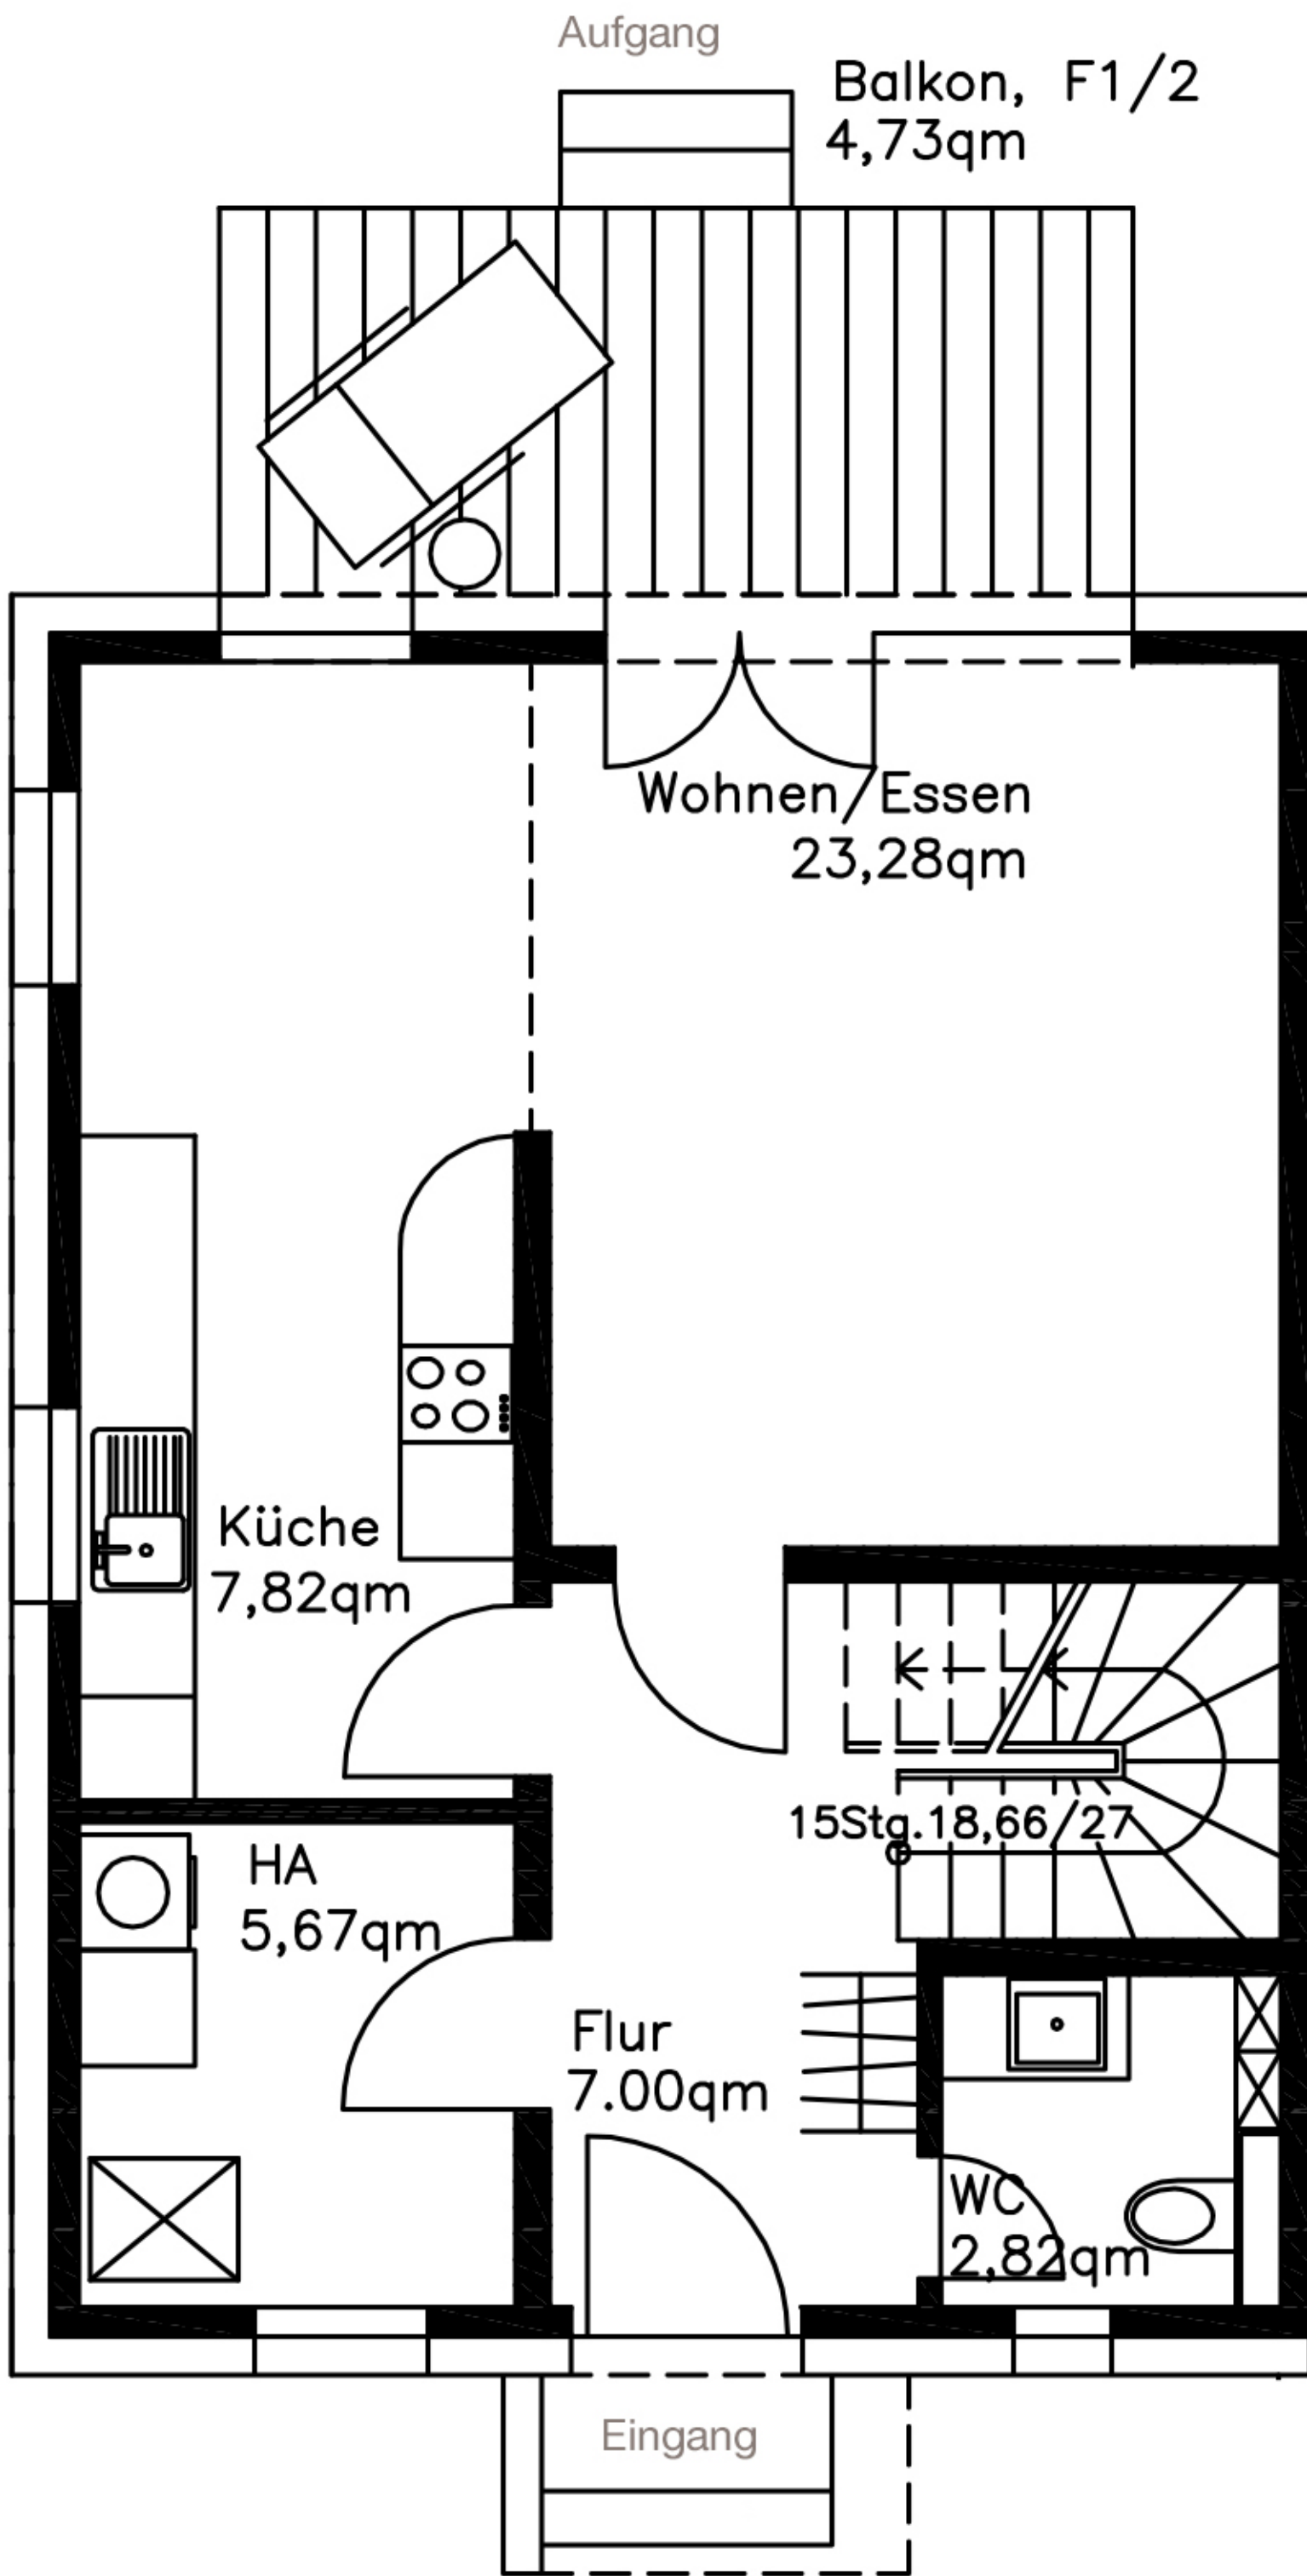 Aufgang
Balkon, F1/2
4,73qm
Wohnen/Essen
23,28qm
Küche
7,82qm
15Stg.18,66/27
HA
5,67qm
Flur
7.00qm
WC
2,82qm
Eingang